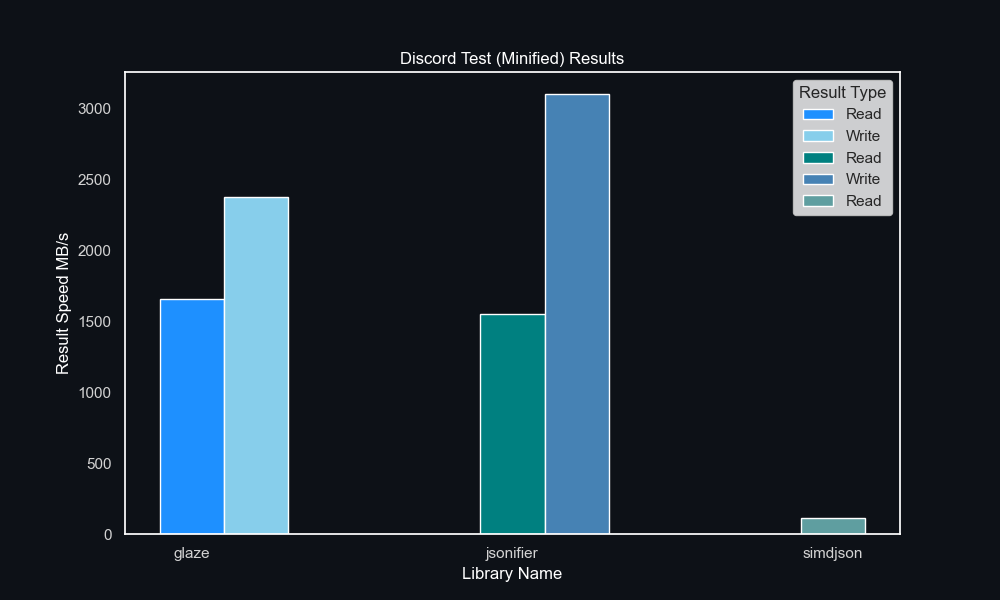 Discord Test (Minified) Results
Result Type
Read
Write
Read
Write
Read
3000
2500
2000
1500
1000
500
0
Result Speed MB/s
glaze
jsonifier
simdjson
Library Name